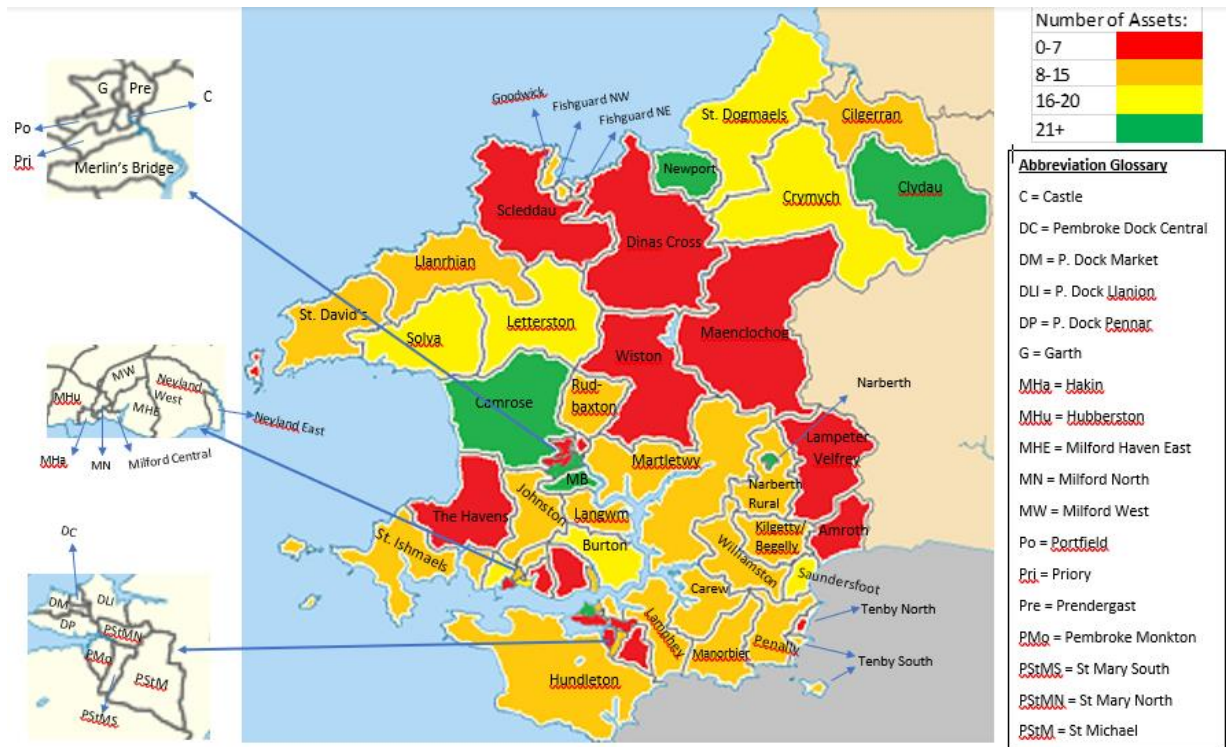 Number of Assets:
0-7
8-15
16-20
21+
Abbreviation Glossary
C = Castle
DC = Pembroke Dock Central
DM = P. Dock Market
DLI = P. Dock Llanion
DP = P. Dock Pennar
G = Garth
MHa = Hakin
MHu = Hubberston
MHE = Milford Haven East
MN = Milford North
MW = Milford West
Po = Portfield
Pri = Priory
Pre = Prendergast
PMo = Pembroke Monkton
PStMS = St Mary South
PStMN = St Mary North
PStM = St Michael
G
Pre
C
Po
Pri
Merlin's Bridge
MW
Neyland
West
MHu
MHE
Neyland East
MHa
MN
Milford Central
DC
DM
DLI
DP
PStMN
PMo
PStM
PStMS
Goodwick
Fishguard NW
Fishguard NE
St. Dogmaels
Cilgerran
Newport
Clydau
Crymych
Scleddau
Dinas Cross
Llanrhian
St. David's
Solva
Letterston
Maenclochog
Wiston
Camrose
Rud-
baxton
Narberth
Lampeter
Velfrey
Martletwy
MB
Narberth
Rural
Johnston
Langwm
The Havens
Kilgetty/
Begelly
Amroth
St. Ishmaels
Burton
Williamston
Saundersfoot
Carew
Tenby North
Lamphey
Manorbier
Penally
Tenby South
Hundleton